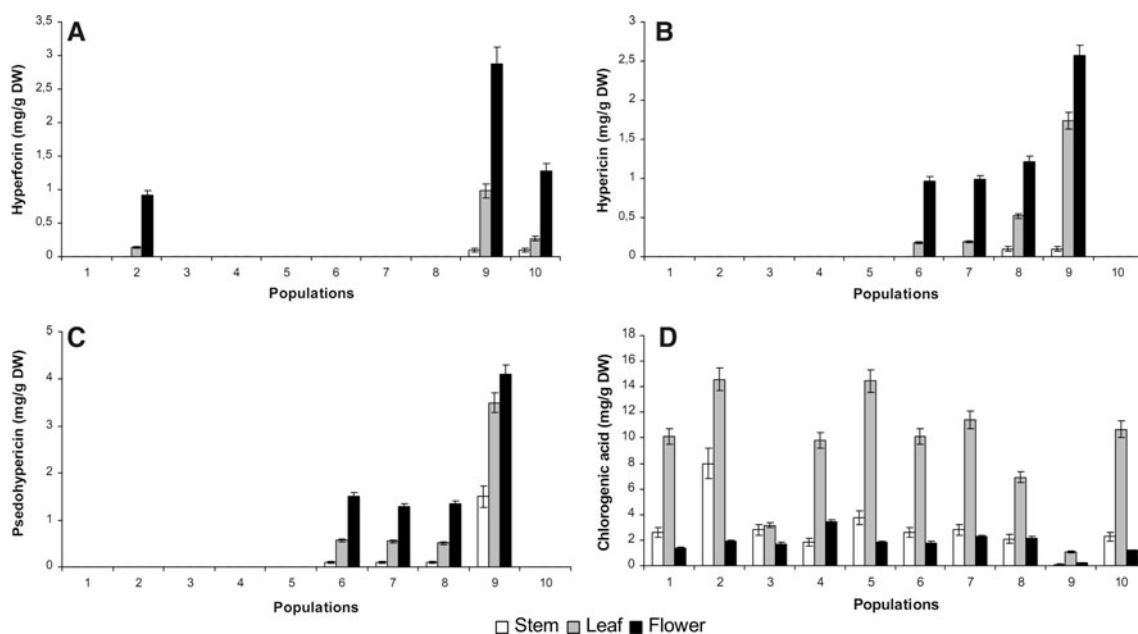 A
Hyperforin (mg/g DW)
3,5
3
2,5
2
1,5
1
0,5
0
1 2 3 4 5 6 7 8 9 10
Populations
B
Hypericin (mg/g DW)
3
2,5
2
1,5
1
0,5
0
1 2 3 4 5 6 7 8 9 10
Populations
C
Psedohypericin (mg/g DW)
5
4
3
2
1
0
1 2 3 4 5 6 7 8 9 10
Populations
D
Chlorogenic acid (mg/g DW)
18
16
14
12
10
8
6
4
2
0
1 2 3 4 5 6 7 8 9 10
Populations
Stem Leaf Flower